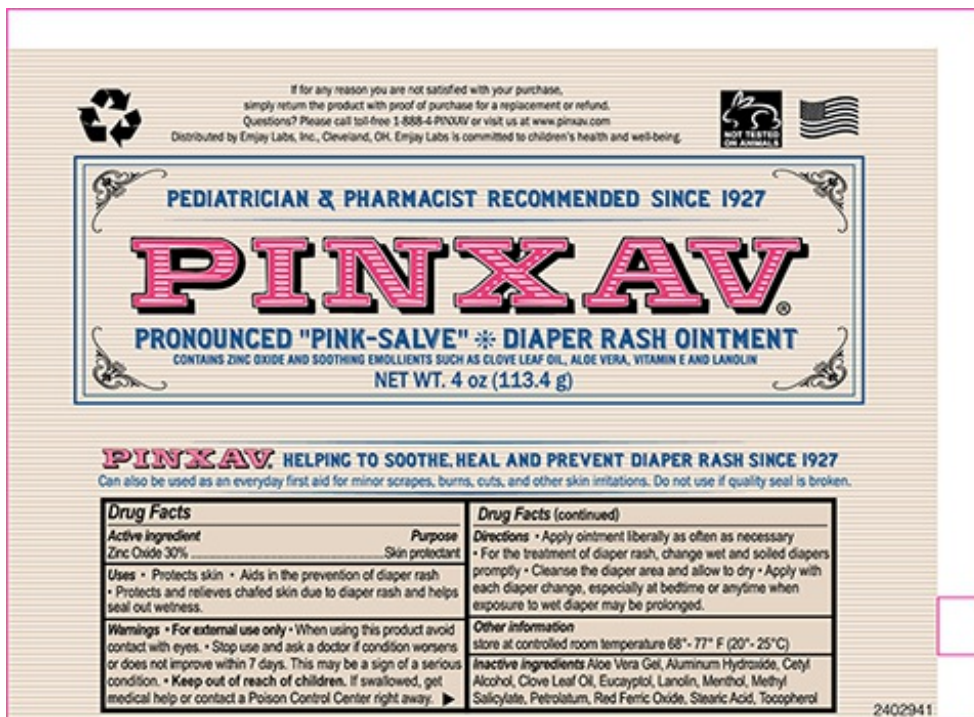 If for any reason you are not satisfied with your purchase,
simply return the product with proof of purchase for a replacement or refund.
Questions? Please call toll-free 1-888-4-PINXAV or visit us at www.pinxav.com
Distributed by Emjay Labs, Inc., Cleveland, OH. Emjay Labs is committed to children's health and well-being.
NOT TESTED
ON ANIMALS
PEDIATRICIAN & PHARMACIST RECOMMENDED SINCE 1927
PINXAV®
PRONOUNCED "PINK-SALVE" ❊ DIAPER RASH OINTMENT
CONTAINS ZINC OXIDE AND SOOTHING EMOLLIENTS SUCH AS CLOVE LEAF OIL, ALOE VERA, VITAMIN E AND LANOLIN
NET WT. 4 oz (113.4 g)
PINXAV® HELPING TO SOOTHE, HEAL AND PREVENT DIAPER RASH SINCE 1927
Can also be used as an everyday first aid for minor scrapes, burns, cuts, and other skin irritations. Do not use if quality seal is broken.
Drug Facts
Active ingredient Purpose
Zinc Oxide 30% Skin protectant
Uses • Protects skin • Aids in the prevention of diaper rash
• Protects and relieves chafed skin due to diaper rash and helps
seal out wetness.
Warnings • For external use only • When using this product avoid
contact with eyes. • Stop use and ask a doctor if condition worsens
or does not improve within 7 days. This may be a sign of a serious
condition. • Keep out of reach of children. If swallowed, get
medical help or contact a Poison Control Center right away. ▶
Drug Facts (continued)
Directions • Apply ointment liberally as often as necessary
• For the treatment of diaper rash, change wet and soiled diapers
promptly • Cleanse the diaper area and allow to dry • Apply with
each diaper change, especially at bedtime or anytime when
exposure to wet diaper may be prolonged.
Other information
store at controlled room temperature 68°- 77° F (20°- 25°C)
Inactive ingredients Aloe Vera Gel, Aluminum Hydroxide, Cetyl
Alcohol, Clove Leaf Oil, Eucayptol, Lanolin, Menthol, Methyl
Salicylate, Petrolatum, Red Ferric Oxide, Stearic Acid, Tocopherol
2402941